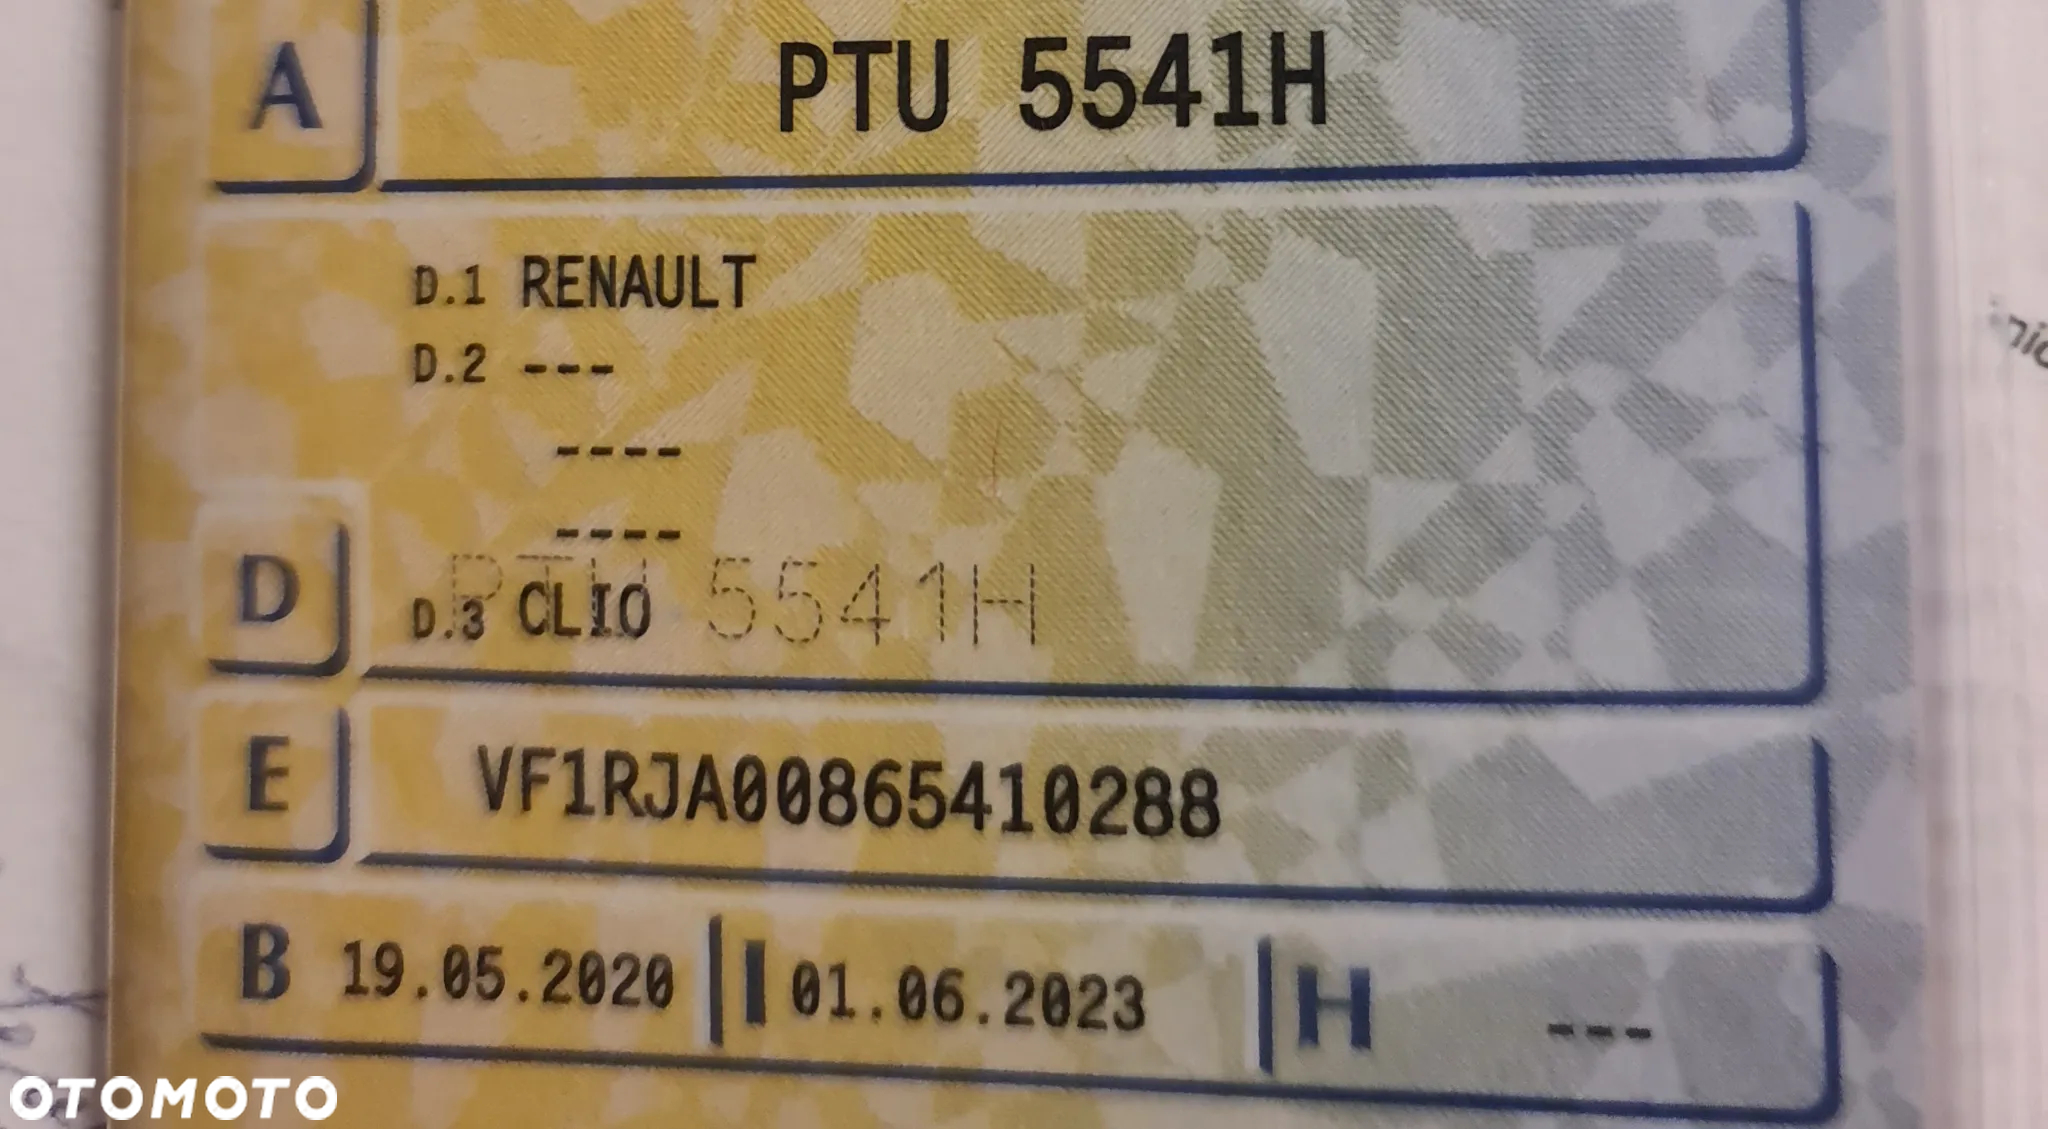 A PTU 5541H
D.1 RENAULT
D.2 ---
----
----
PTU 5541H
D D.3 CLIO
E VF1RJA00865410288
B 19.05.2020 I 01.06.2023 H ---
OTOMOTO